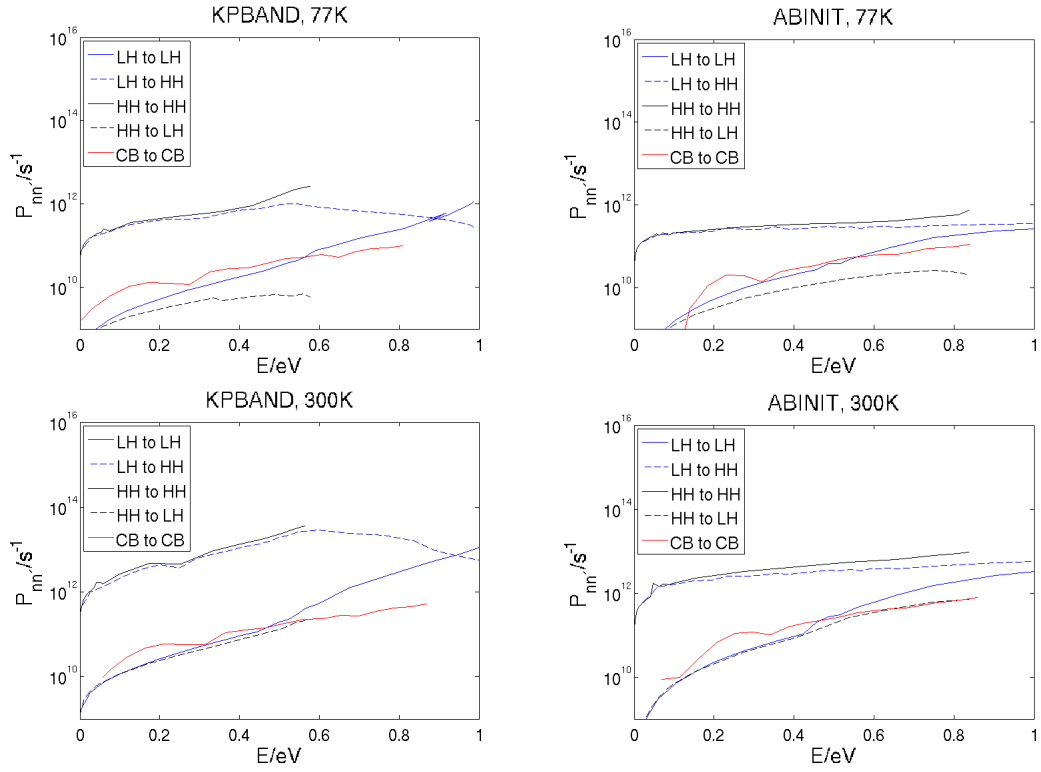 KPBAND, 77K
10^16
10^14
10^12
10^10
P_nn´/s^-1
LH to LH
LH to HH
HH to HH
HH to LH
CB to CB
0 0.2 0.4 0.6 0.8 1
E/eV
ABINIT, 77K
10^16
10^14
10^12
10^10
P_nn´/s^-1
LH to LH
LH to HH
HH to HH
HH to LH
CB to CB
0 0.2 0.4 0.6 0.8 1
E/eV
KPBAND, 300K
10^16
10^14
10^12
10^10
P_nn´/s^-1
LH to LH
LH to HH
HH to HH
HH to LH
CB to CB
0 0.2 0.4 0.6 0.8 1
E/eV
ABINIT, 300K
10^16
10^14
10^12
10^10
P_nn´/s^-1
LH to LH
LH to HH
HH to HH
HH to LH
CB to CB
0 0.2 0.4 0.6 0.8 1
E/eV